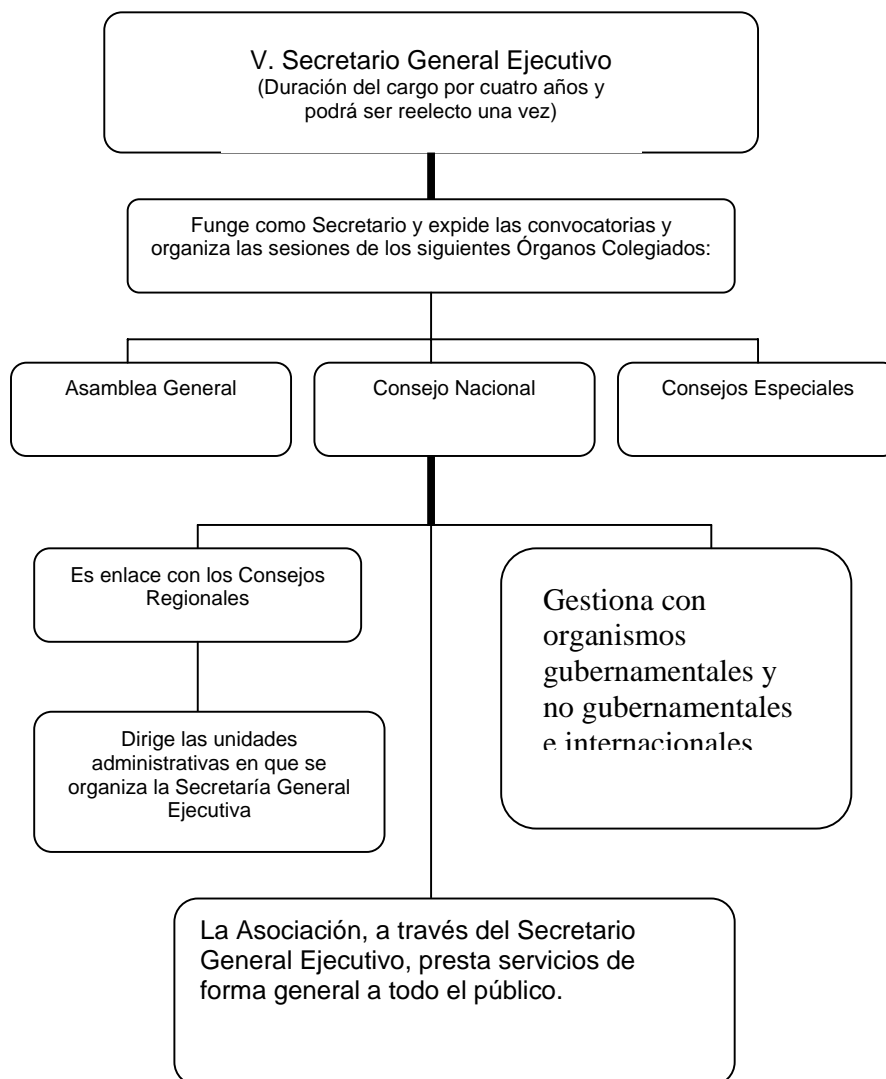 V. Secretario General Ejecutivo
(Duración del cargo por cuatro años y
podrá ser reelecto una vez)
Funge como Secretario y expide las convocatorias y
organiza las sesiones de los siguientes Órganos Colegiados:
Asamblea General
Consejo Nacional
Consejos Especiales
Es enlace con los Consejos
Regionales
Gestiona con
organismos
gubernamentales y
no gubernamentales
e internacionales
Dirige las unidades
administrativas en que se
organiza la Secretaría General
Ejecutiva
La Asociación, a través del Secretario
General Ejecutivo, presta servicios de
forma general a todo el público.